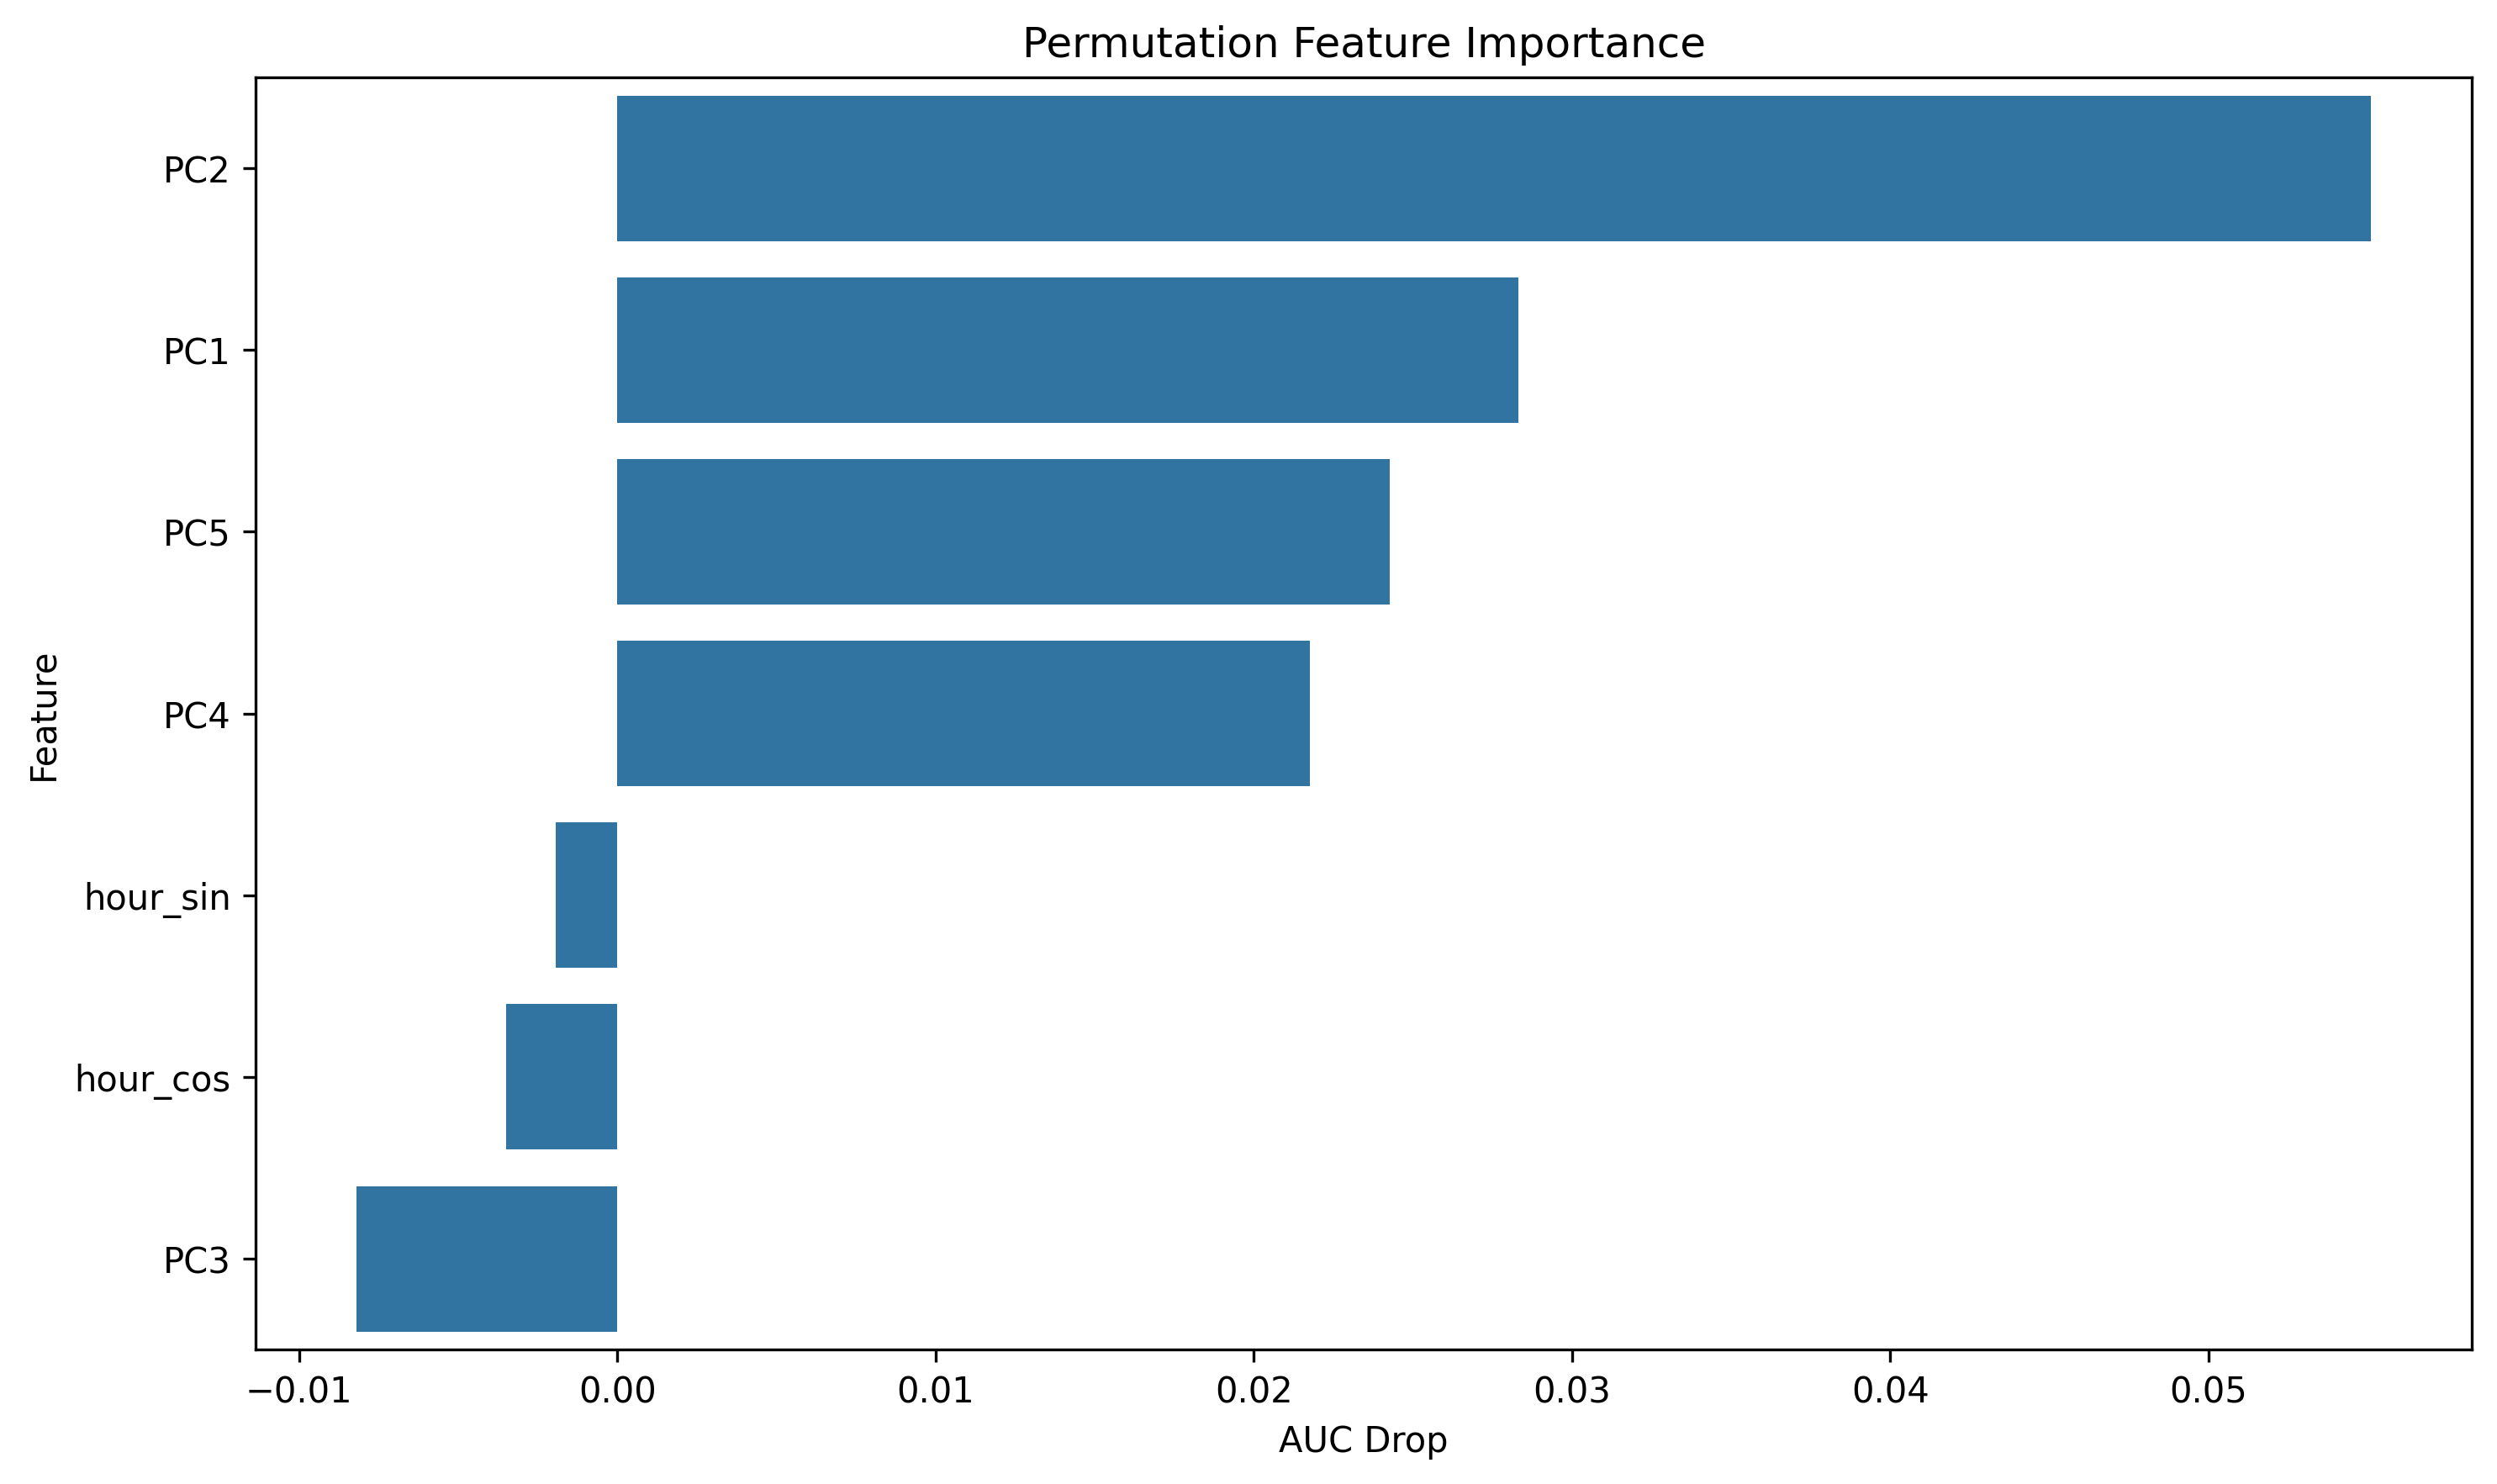 Permutation Feature Importance
Feature
PC2
PC1
PC5
PC4
hour_sin
hour_cos
PC3
−0.01 0.00 0.01 0.02 0.03 0.04 0.05
AUC Drop